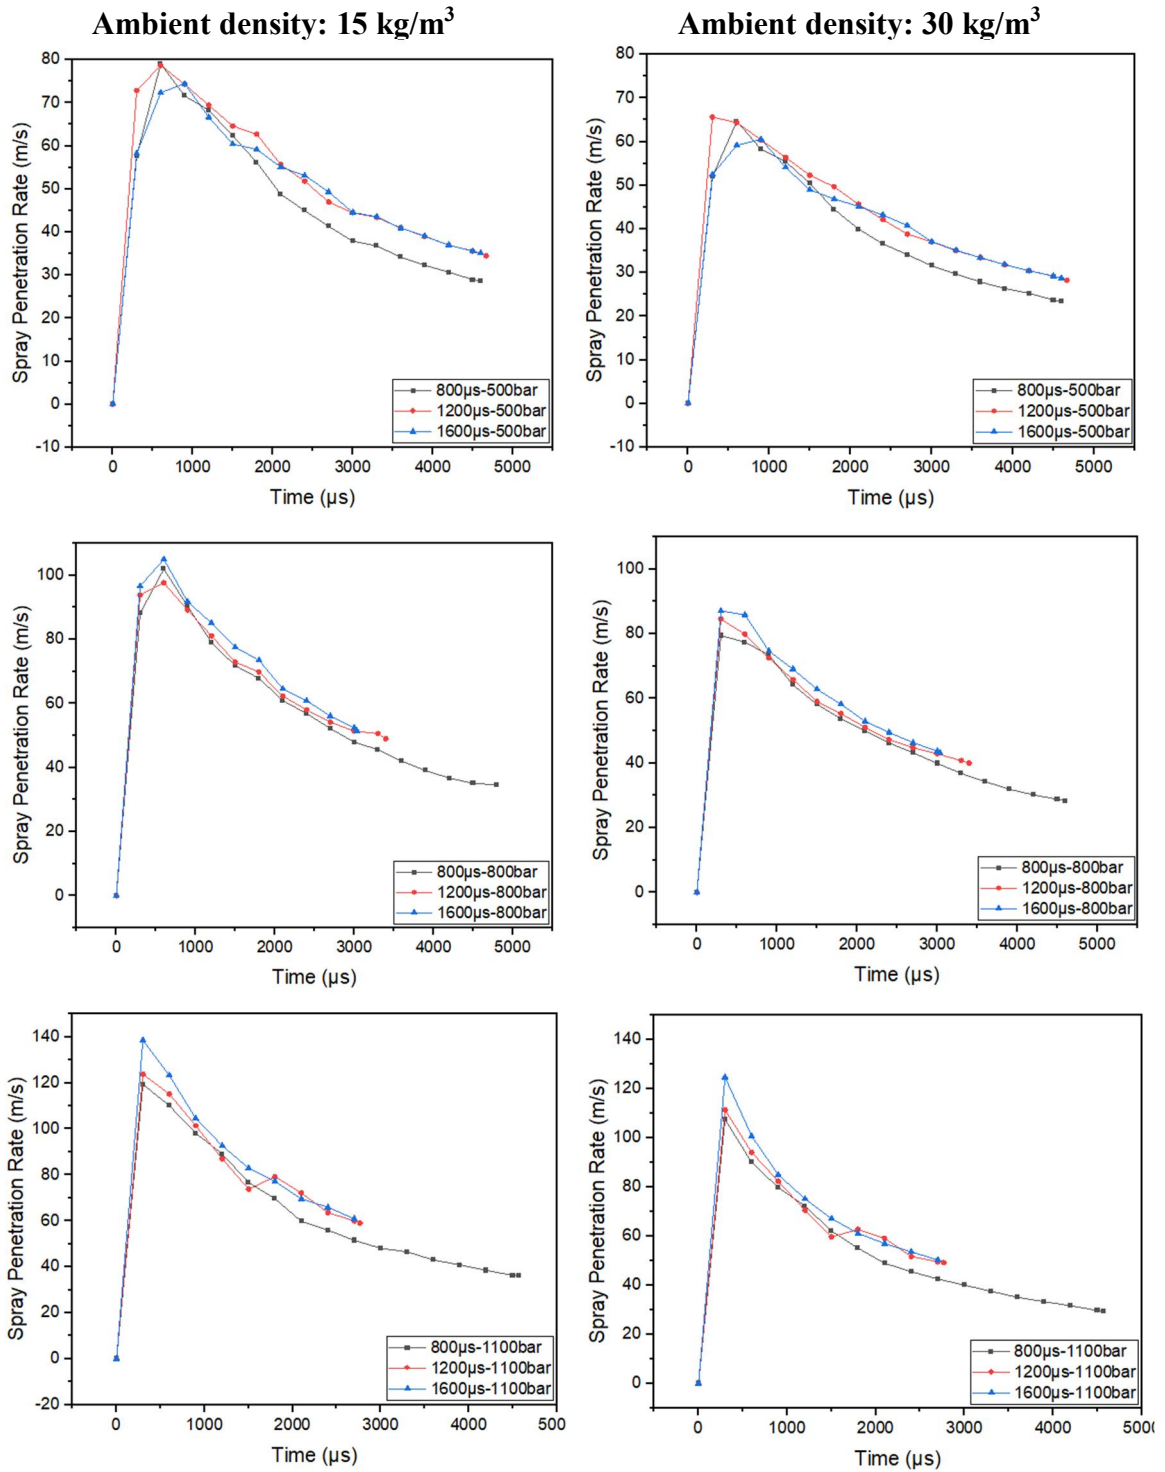 Ambient density: 15 kg/m³
Ambient density: 30 kg/m³
80
70
60
50
40
30
20
10
0
-10
Spray Penetration Rate (m/s)
800µs-500bar
1200µs-500bar
1600µs-500bar
0 1000 2000 3000 4000 5000
Time (µs)
80
70
60
50
40
30
20
10
0
-10
Spray Penetration Rate (m/s)
800µs-500bar
1200µs-500bar
1600µs-500bar
0 1000 2000 3000 4000 5000
Time (µs)
100
80
60
40
20
0
Spray Penetration Rate (m/s)
800µs-800bar
1200µs-800bar
1600µs-800bar
0 1000 2000 3000 4000 5000
Time (µs)
100
80
60
40
20
0
Spray Penetration Rate (m/s)
800µs-800bar
1200µs-800bar
1600µs-800bar
0 1000 2000 3000 4000 5000
Time (µs)
140
120
100
80
60
40
20
0
-20
Spray Penetration Rate (m/s)
800µs-1100bar
1200µs-1100bar
1600µs-1100bar
0 1000 2000 3000 4000 500
Time (µs)
140
120
100
80
60
40
20
0
Spray Penetration Rate (m/s)
800µs-1100bar
1200µs-1100bar
1600µs-1100bar
0 1000 2000 3000 4000 5000
Time (µs)